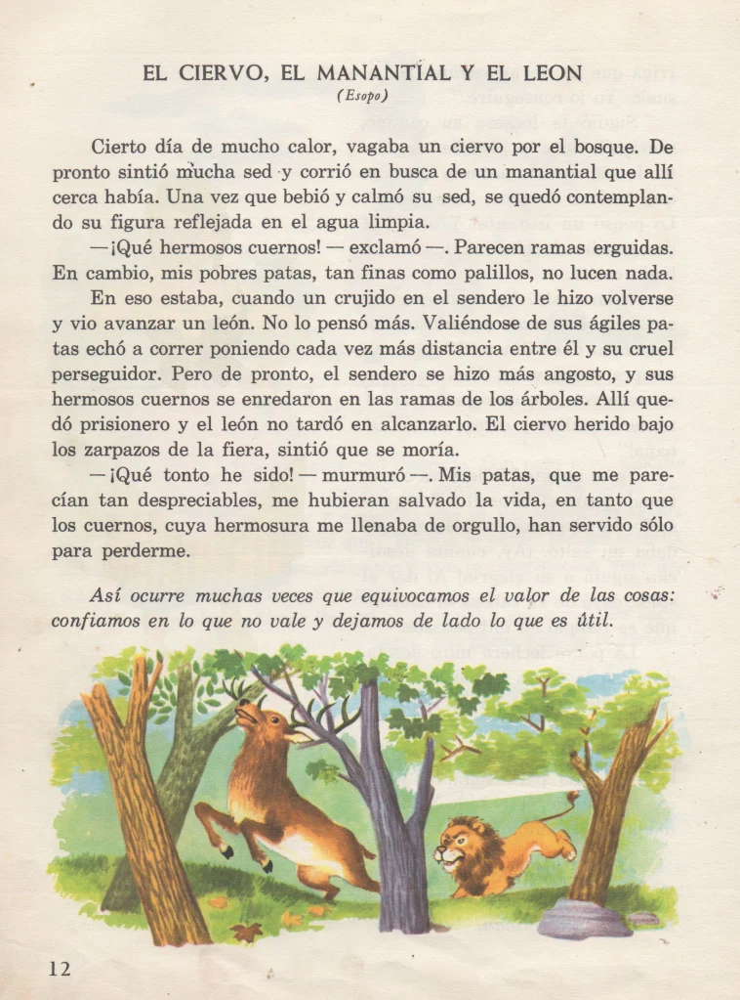 EL CIERVO, EL MANANTIAL Y EL LEON
(Esopo)
Cierto día de mucho calor, vagaba un ciervo por el bosque. De
pronto sintió mucha sed y corrió en busca de un manantial que allí
cerca había. Una vez que bebió y calmó su sed, se quedó contemplan-
do su figura reflejada en el agua limpia.
— ¡Qué hermosos cuernos! — exclamó —. Parecen ramas erguidas.
En cambio, mis pobres patas, tan finas como palillos, no lucen nada.
En eso estaba, cuando un crujido en el sendero le hizo volverse
y vio avanzar un león. No lo pensó más. Valiéndose de sus ágiles pa-
tas echó a correr poniendo cada vez más distancia entre él y su cruel
perseguidor. Pero de pronto, el sendero se hizo más angosto, y sus
hermosos cuernos se enredaron en las ramas de los árboles. Allí que-
dó prisionero y el león no tardó en alcanzarlo. El ciervo herido bajo
los zarpazos de la fiera, sintió que se moría.
— ¡Qué tonto he sido! — murmuró —. Mis patas, que me pare-
cían tan despreciables, me hubieran salvado la vida, en tanto que
los cuernos, cuya hermosura me llenaba de orgullo, han servido sólo
para perderme.
Así ocurre muchas veces que equivocamos el valor de las cosas:
confiamos en lo que no vale y dejamos de lado lo que es útil.
12